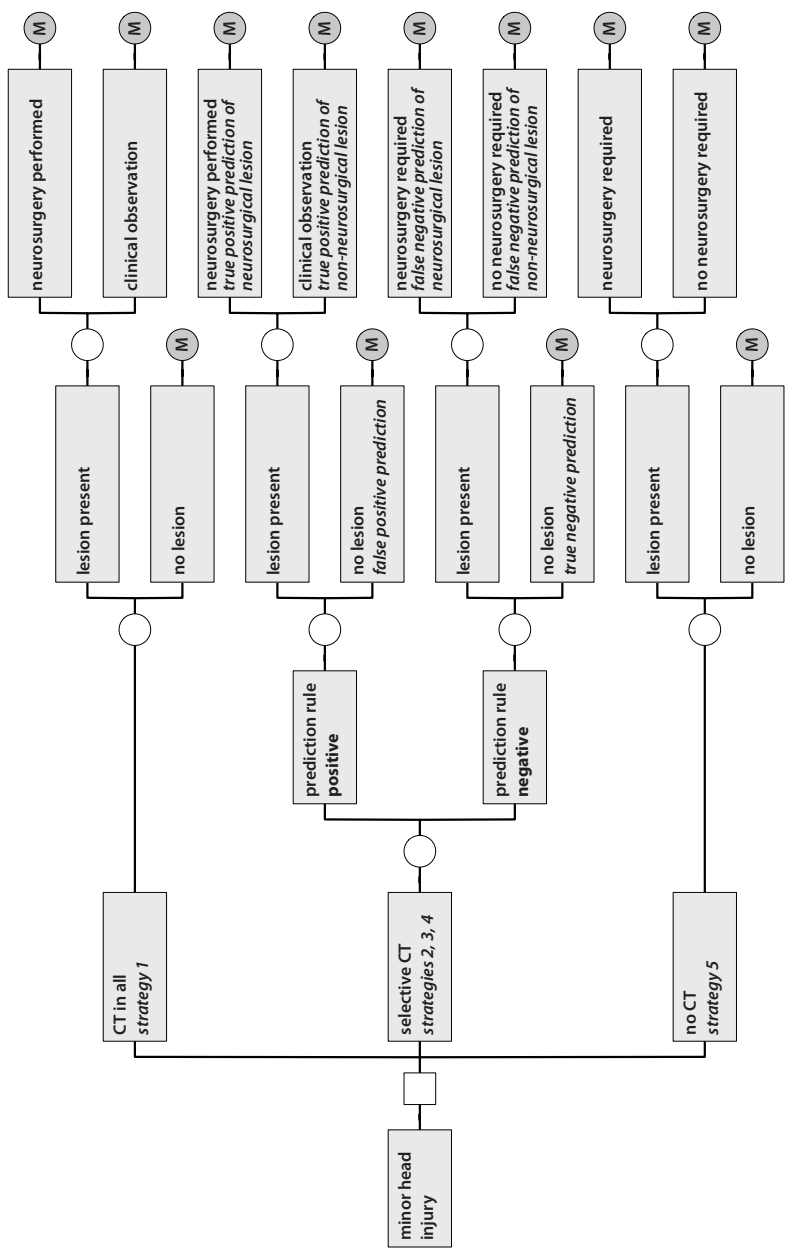 minor head
injury
CT in all
strategy 1
selective CT
strategies 2, 3, 4
no CT
strategy 5
prediction rule
positive
prediction rule
negative
lesion present
no lesion
M
lesion present
no lesion
false positive prediction
M
lesion present
no lesion
true negative prediction
M
lesion present
no lesion
M
neurosurgery performed
M
clinical observation
M
neurosurgery performed
true positive prediction of
neurosurgical lesion
M
clinical observation
true positive prediction of
non-neurosurgical lesion
M
neurosurgery required
false negative prediction of
neurosurgical lesion
M
no neurosurgery required
false negative prediction of
non-neurosurgical lesion
M
neurosurgery required
M
no neurosurgery required
M